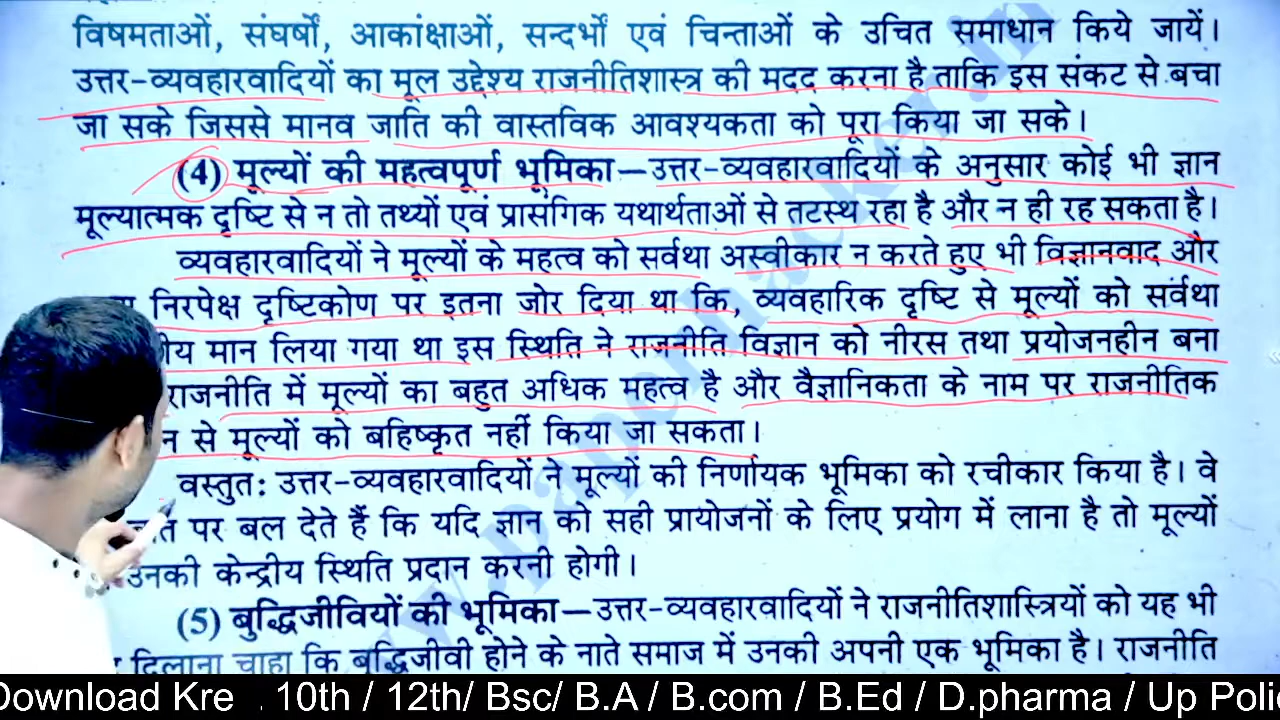 विषमताओं, संघर्षों, आकांक्षाओं, सन्दर्भों एवं चिन्ताओं के उचित समाधान किये जायें।
उत्तर-व्यवहारवादियों का मूल उद्देश्य राजनीतिशास्त्र की मदद करना है ताकि इस संकट से बचा
जा सके जिससे मानव जाति की वास्तविक आवश्यकता को पूरा किया जा सके।
(4) मूल्यों की महत्वपूर्ण भूमिका—उत्तर-व्यवहारवादियों के अनुसार कोई भी ज्ञान
मूल्यात्मक दृष्टि से न तो तथ्यों एवं प्रासंगिक यथार्थताओं से तटस्थ रहा है और न ही रह सकता है।
व्यवहारवादियों ने मूल्यों के महत्व को सर्वथा अस्वीकार न करते हुए भी विज्ञानवाद और
निरपेक्ष दृष्टिकोण पर इतना जोर दिया था कि, व्यवहारिक दृष्टि से मूल्यों को सर्वथा
मान लिया गया था इस स्थिति ने राजनीति विज्ञान को नीरस तथा प्रयोजनहीन बना
राजनीति में मूल्यों का बहुत अधिक महत्व है और वैज्ञानिकता के नाम पर राजनीतिक
से मूल्यों को बहिष्कृत नहीं किया जा सकता।
वस्तुतः उत्तर-व्यवहारवादियों ने मूल्यों की निर्णायक भूमिका को रचीकार किया है। वे
पर बल देते हैं कि यदि ज्ञान को सही प्रायोजनों के लिए प्रयोग में लाना है तो मूल्यों
उनकी केन्द्रीय स्थिति प्रदान करनी होगी।
(5) बुद्धिजीवियों की भूमिका—उत्तर-व्यवहारवादियों ने राजनीतिशास्त्रियों को यह भी
दिलाना चाहा कि बुद्धिजीवी होने के नाते समाज में उनकी अपनी एक भूमिका है। राजनीति
Download Kre . 10th / 12th/ Bsc/ B.A / B.com / B.Ed / D.pharma / Up Polic